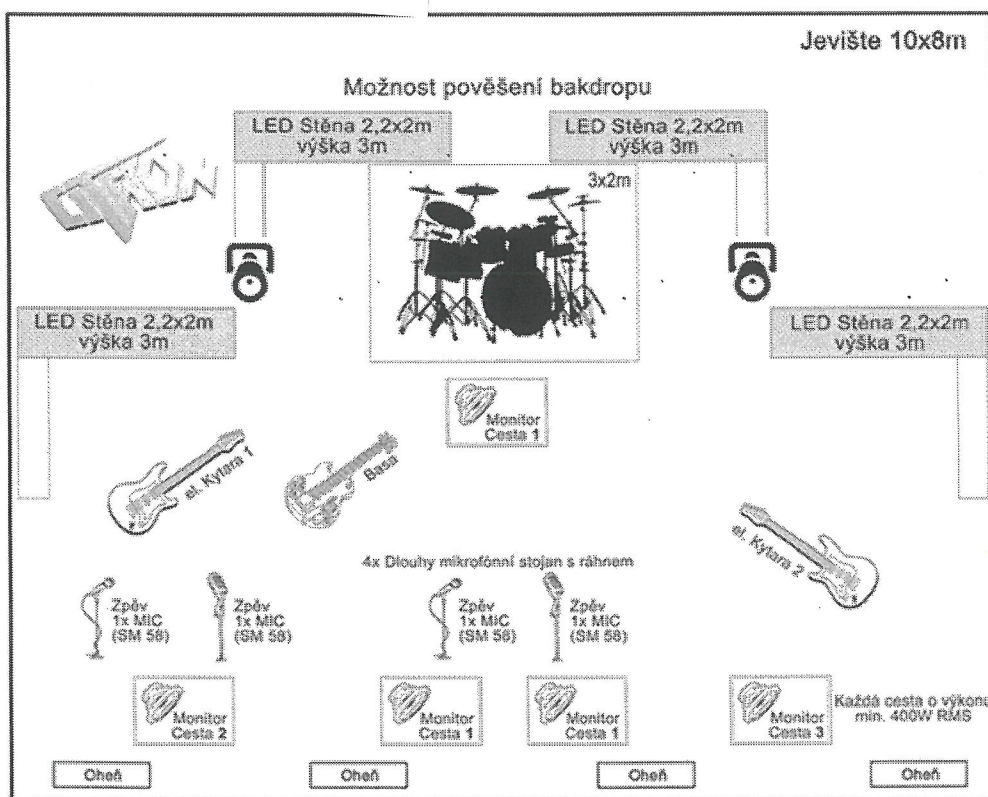 Jeviště 10x8m
Možnost pověšení bakdropu
LED Stěna 2,2x2m
výška 3m
LED Stěna 2,2x2m
výška 3m
3x2m
LED Stěna 2,2x2m
výška 3m
LED Stěna 2,2x2m
výška 3m
Monitor
Cesta 1
el. Kytara 1
Basa
el. Kytara 2
4x Dlouhy mikrofónní stojan s ráhnem
Zpěv
1x MIC
(SM 58)
Zpěv
1x MIC
(SM 58)
Zpěv
1x MIC
(SM 58)
Zpěv
1x MIC
(SM 58)
Monitor
Cesta 2
Monitor
Cesta 1
Monitor
Cesta 1
Monitor
Cesta 3
Každá cesta o výkonu
min. 400W RMS
Oheň
Oheň
Oheň
Oheň